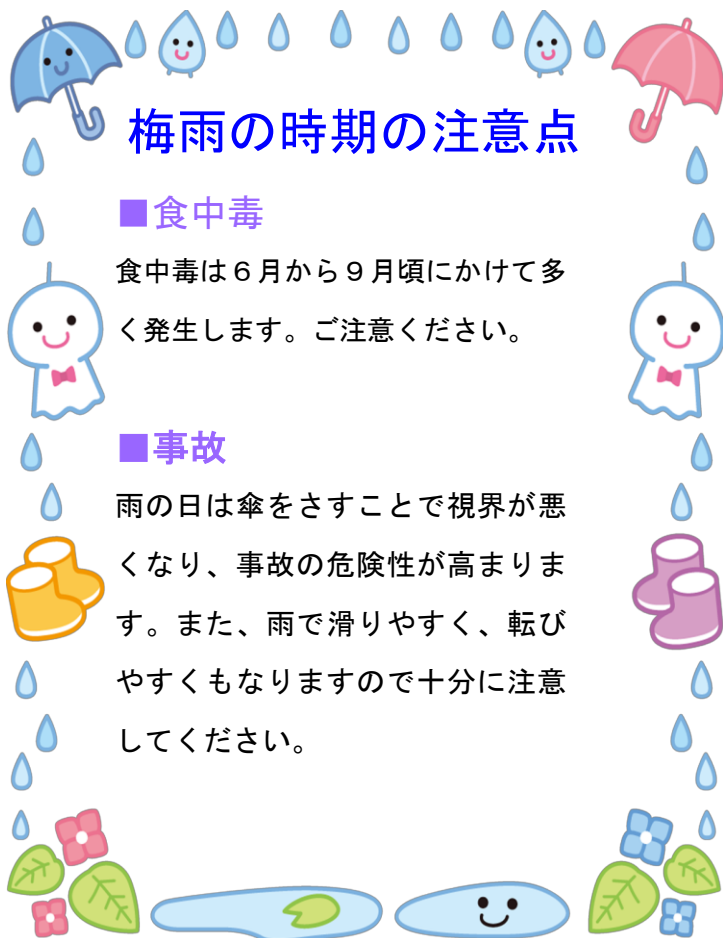 梅雨の時期の注意点
■食中毒
食中毒は６月から９月頃にかけて多
く発生します。ご注意ください。
■事故
雨の日は傘をさすことで視界が悪
くなり、事故の危険性が高まりま
す。また、雨で滑りやすく、転び
やすくもなりますので十分に注意
してください。